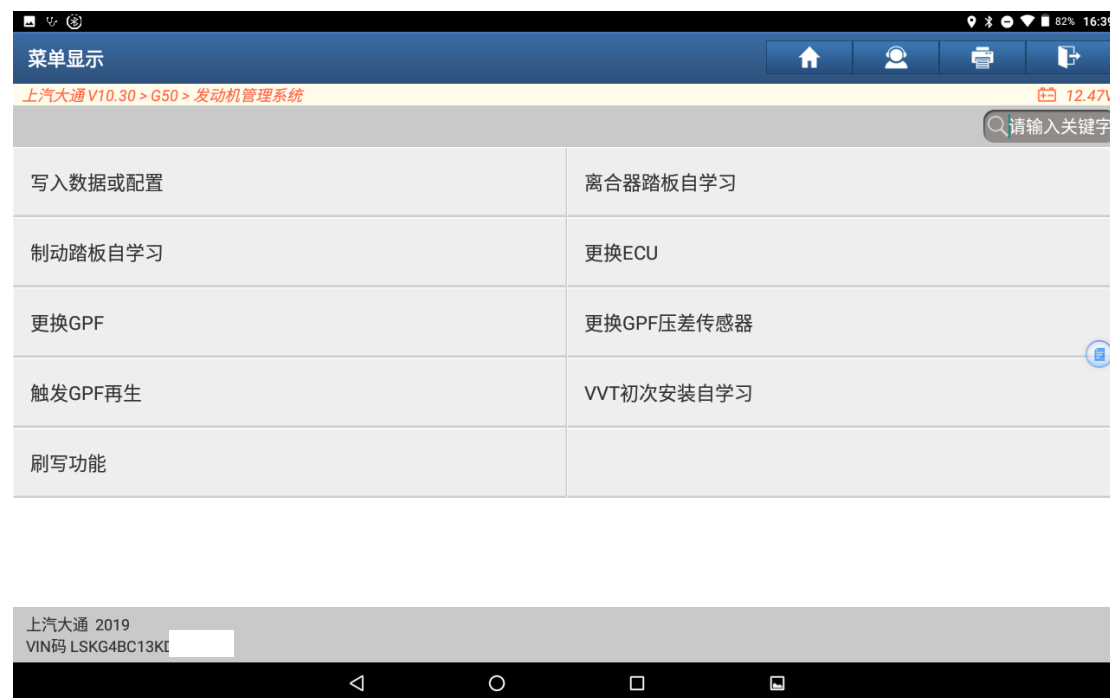 82% 16:39
菜单显示
上汽大通 V10.30 > G50 > 发动机管理系统 12.47V
请输入关键字
写入数据或配置 离合器踏板自学习
制动踏板自学习 更换ECU
更换GPF 更换GPF压差传感器
触发GPF再生 VVT初次安装自学习
刷写功能
上汽大通 2019
VIN码 LSKG4BC13KD